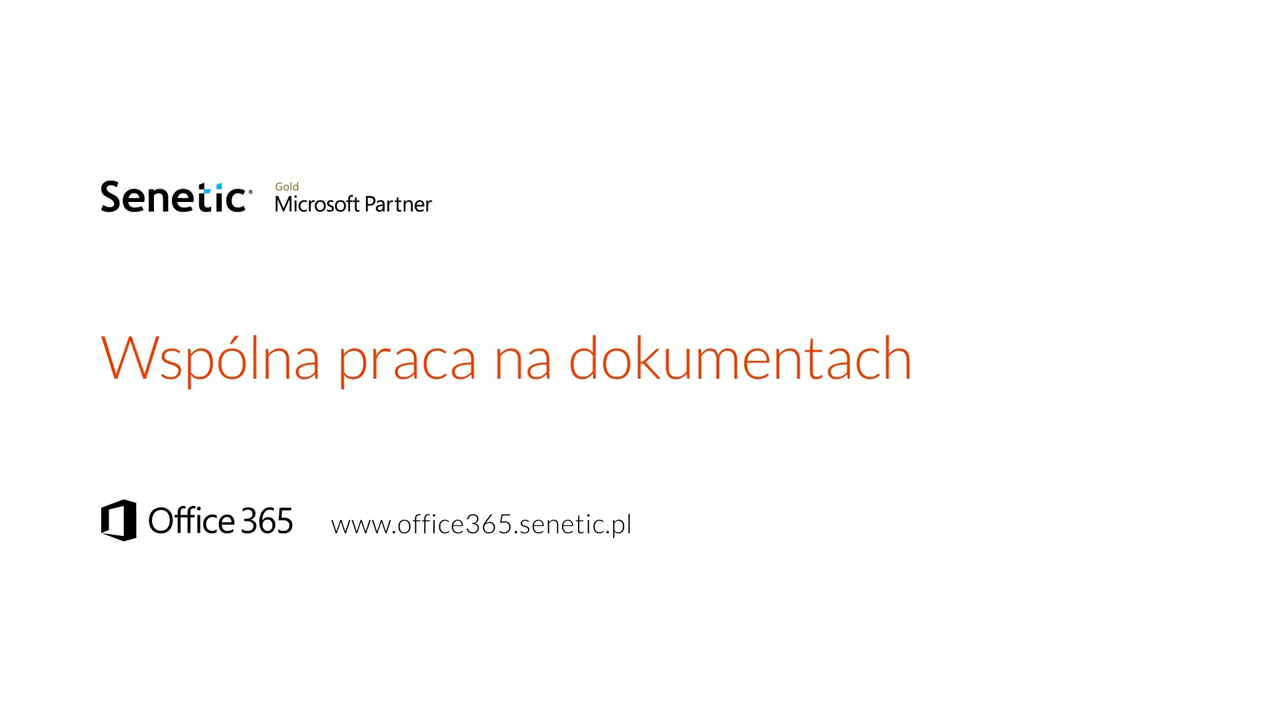 Senetic®
Gold
Microsoft Partner
Wspólna praca na dokumentach
Office 365
www.office365.senetic.pl